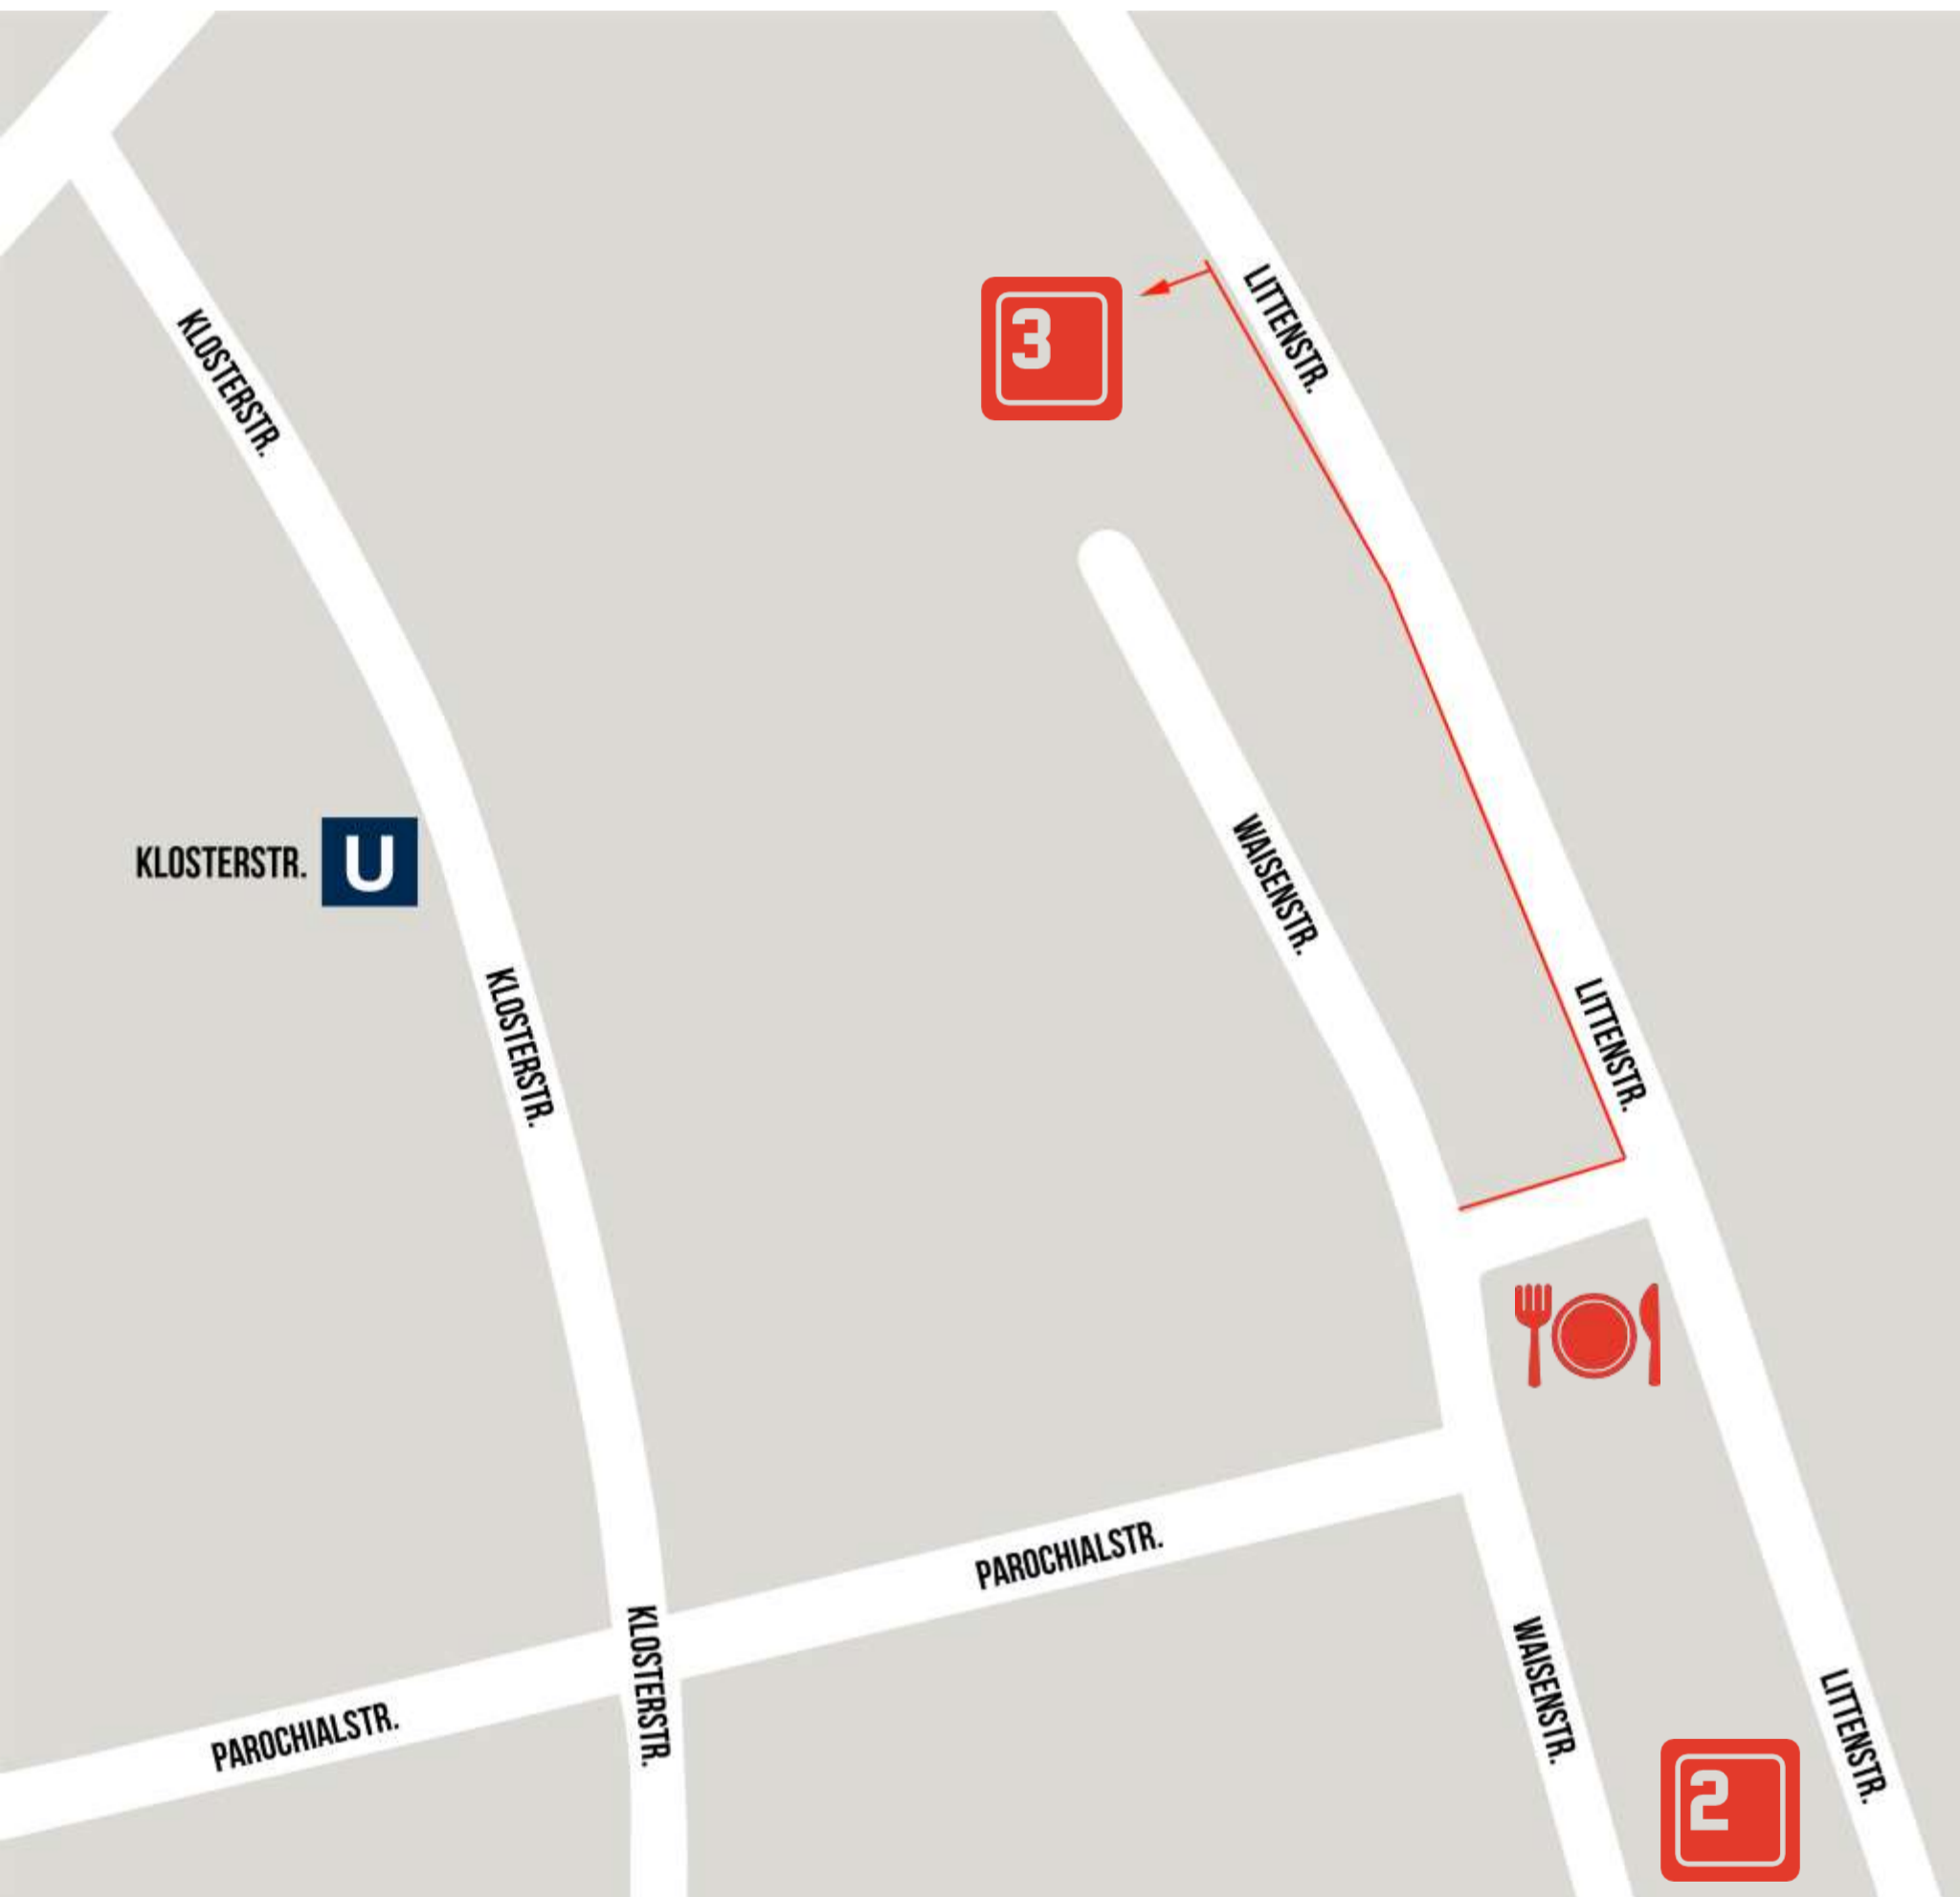 LITTENSTR.
3
KLOSTERSTR.
WAISENSTR.
KLOSTERSTR. U
KLOSTERSTR.
LITTENSTR.
PAROCHIALSTR.
KLOSTERSTR.
WAISENSTR.
LITTENSTR.
PAROCHIALSTR.
2